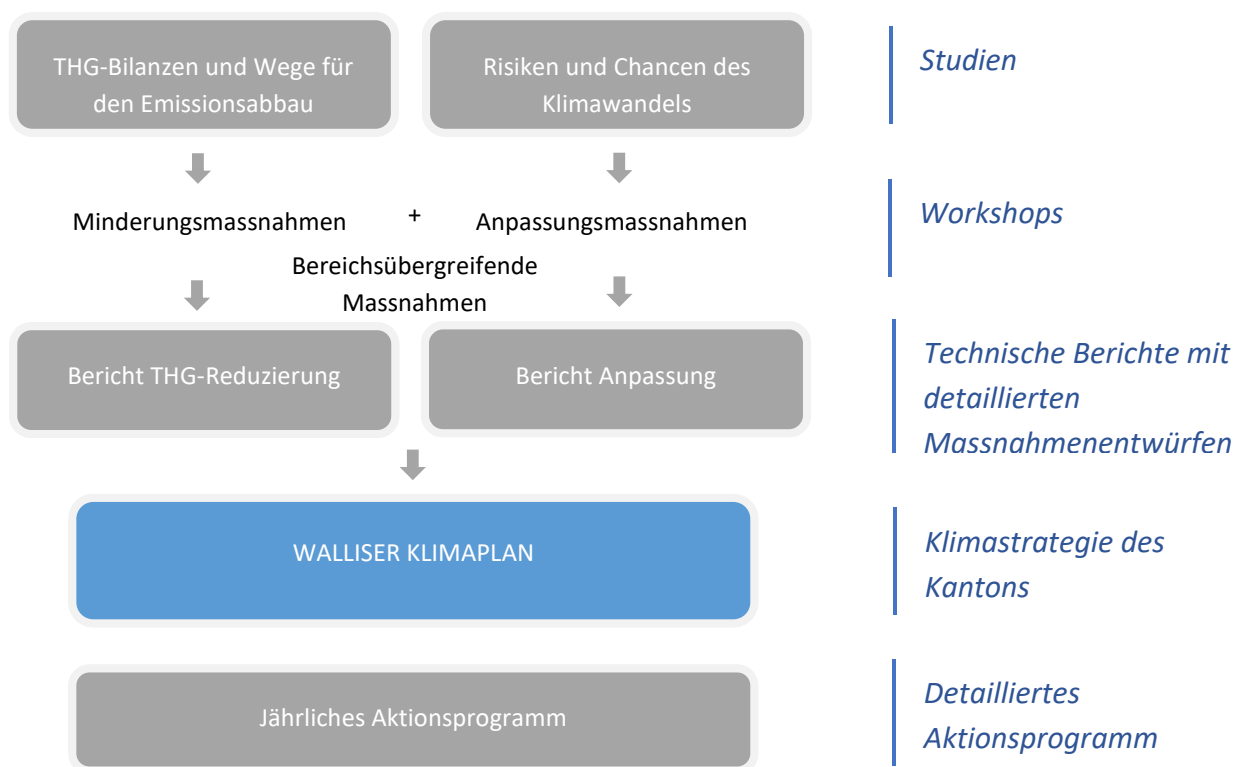 THG-Bilanzen und Wege für
den Emissionsabbau
Risiken und Chancen des
Klimawandels
Studien
Minderungsmassnahmen
+
Anpassungsmassnahmen
Workshops
Bereichsübergreifende
Massnahmen
Bericht THG-Reduzierung
Bericht Anpassung
Technische Berichte mit
detaillierten
Massnahmenentwürfen
WALLISER KLIMAPLAN
Klimastrategie des
Kantons
Jährliches Aktionsprogramm
Detailliertes
Aktionsprogramm